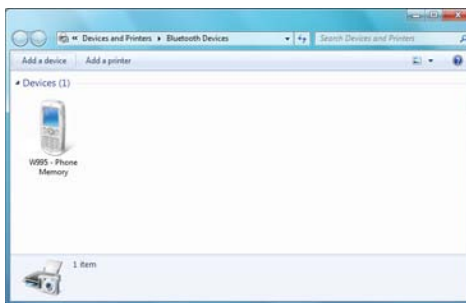 « Devices and Printers ▸ Bluetooth Devices
Search Devices and Printers
Add a device Add a printer
Devices (1)
W995 - Phone
Memory
1 item